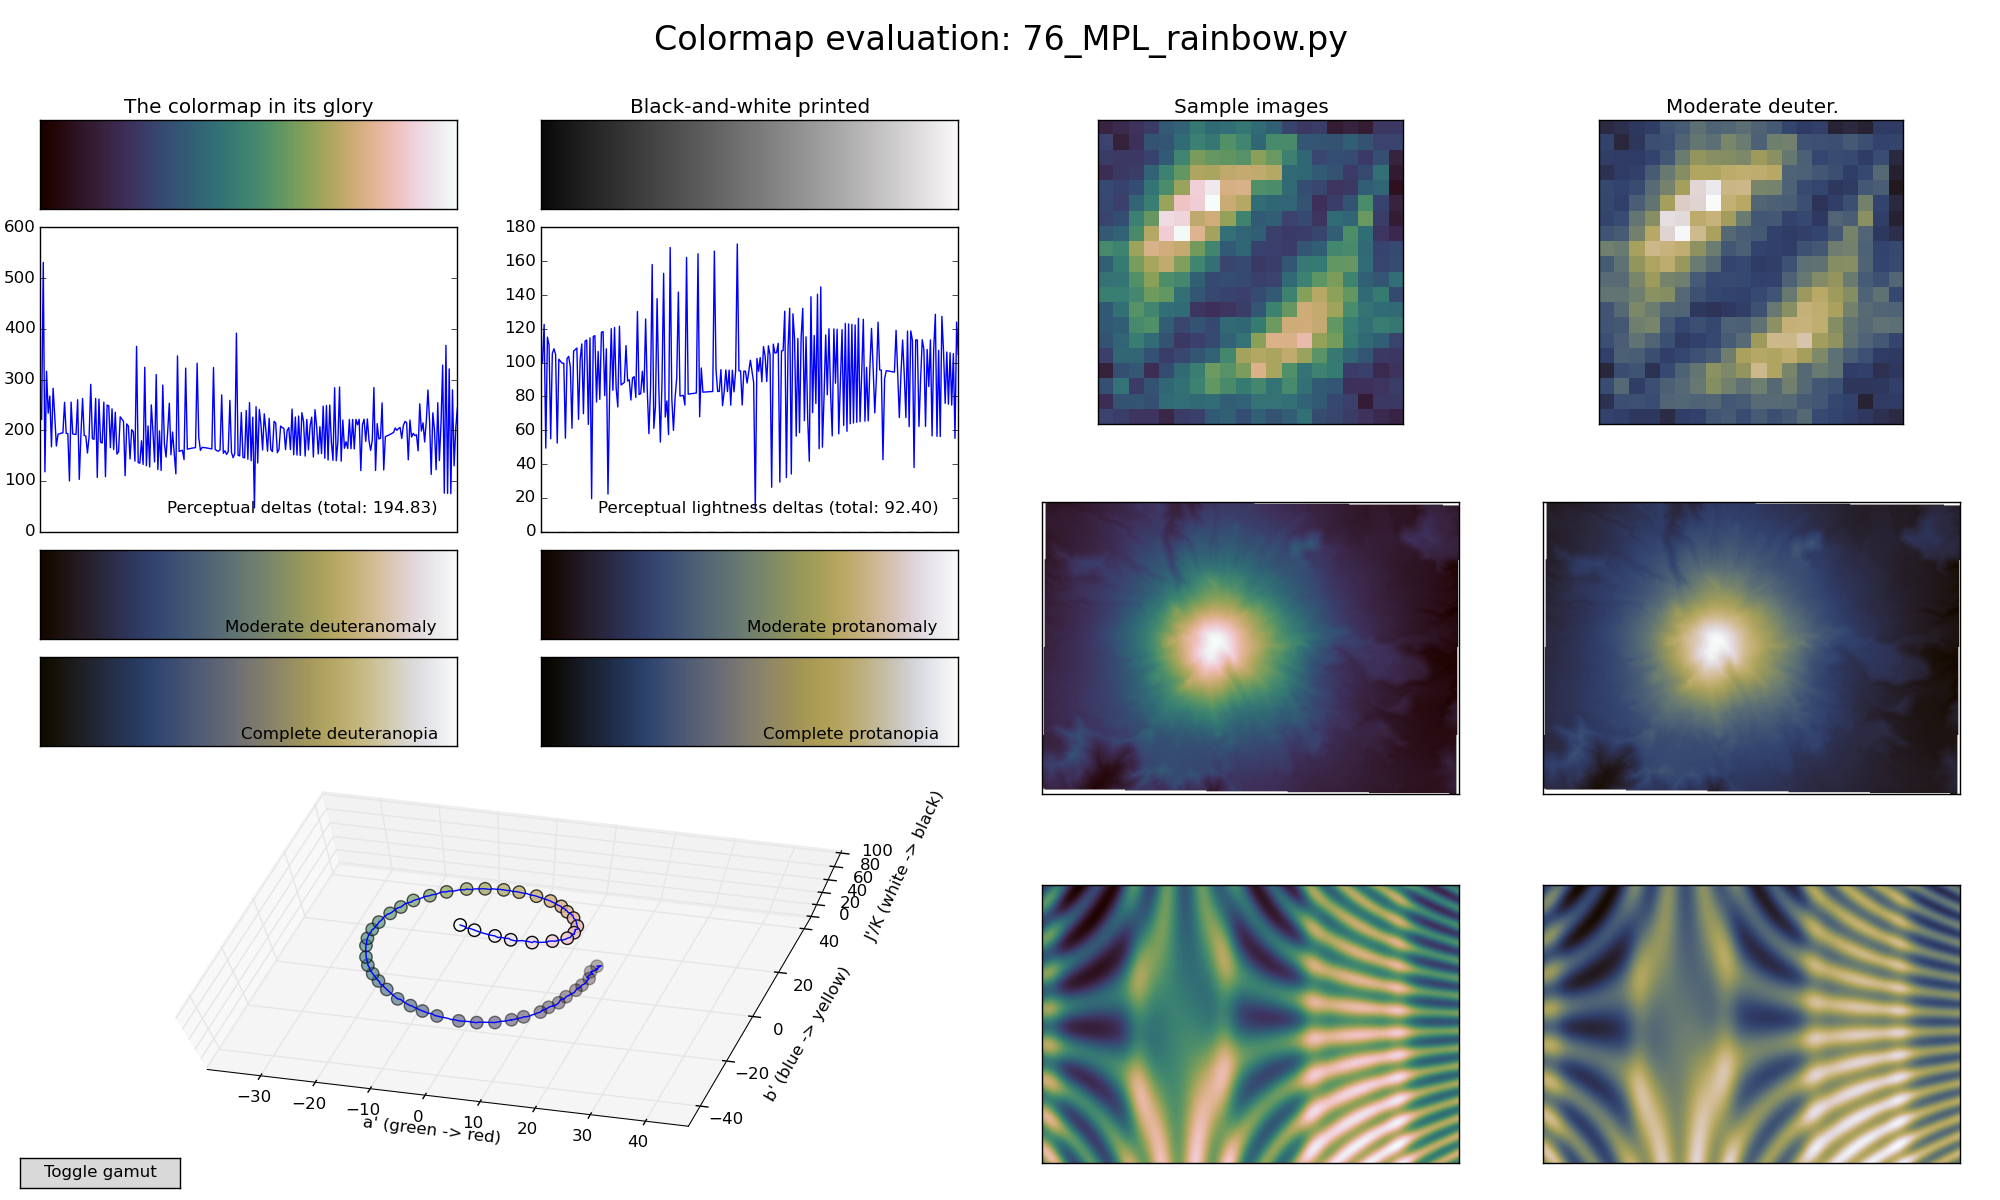 Colormap evaluation: 76_MPL_rainbow.py
The colormap in its glory
Black-and-white printed
Sample images
Moderate deuter.
600
500
400
300
200
100
0
Perceptual deltas (total: 194.83)
180
160
140
120
100
80
60
40
20
0
Perceptual lightness deltas (total: 92.40)
Moderate deuteranomaly
Moderate protanomaly
Complete deuteranopia
Complete protanopia
100
80
60
40
20
0
J'/K (white -> black)
40
20
0
−20
−40
b' (blue -> yellow)
−30
−20
−10
0
10
20
30
40
a' (green -> red)
Toggle gamut